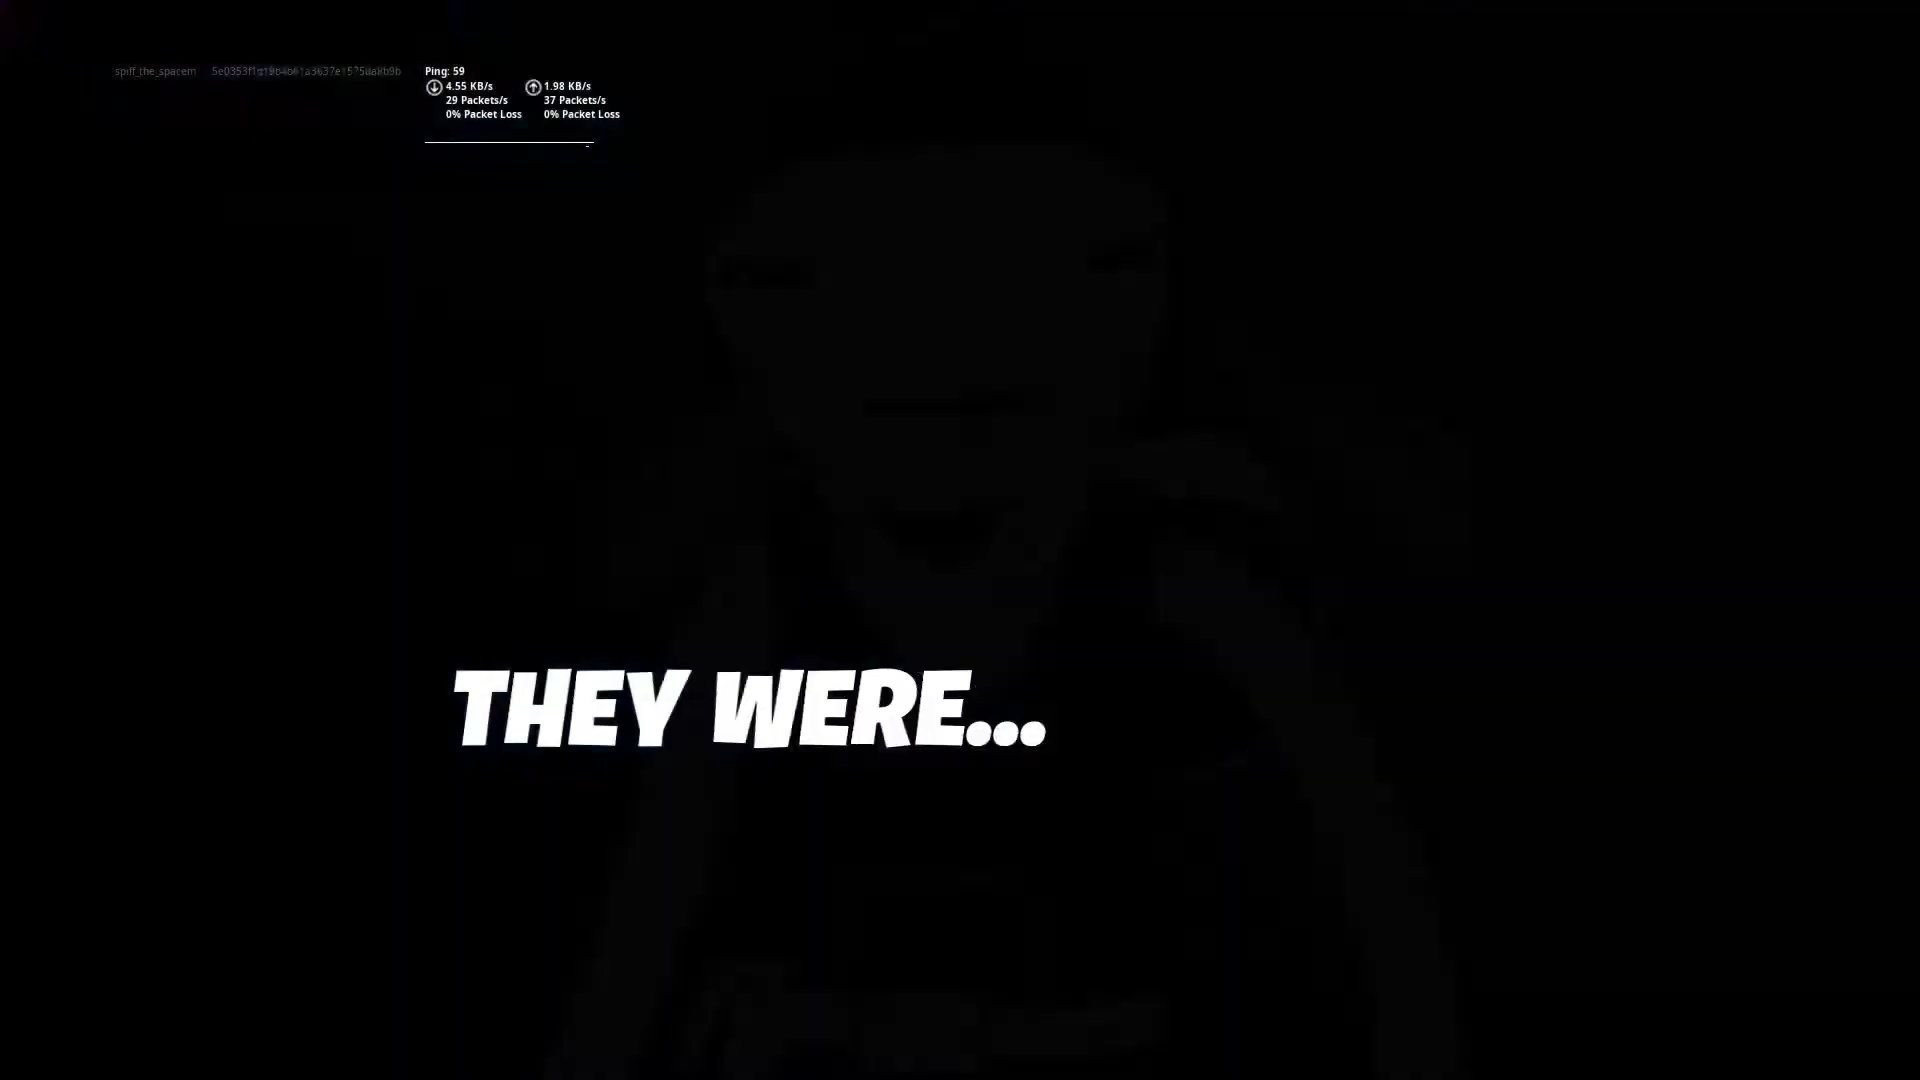 spiff_the_spacem
Ping: 59
4.55 KB/s 1.98 KB/s
29 Packets/s 37 Packets/s
0% Packet Loss 0% Packet Loss
THEY WERE...